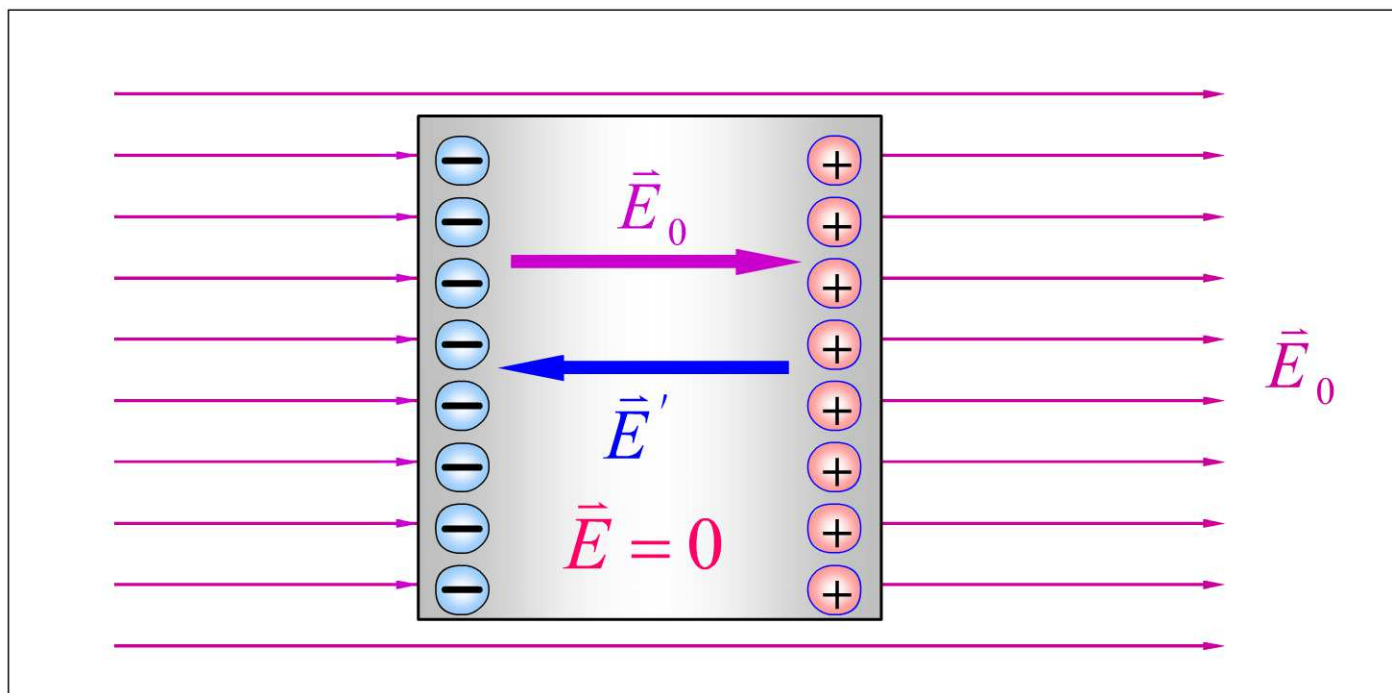 − + E⃗₀
− +
− +
− + E⃗₀
− + E⃗′
− +
− + E⃗ = 0
− +